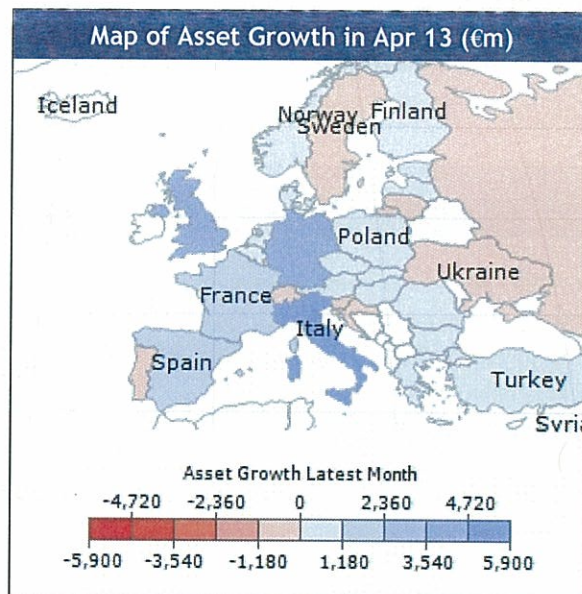 Map of Asset Growth in Apr 13 (€m)
Iceland
Norway
Finland
Sweden
Poland
Ukraine
France
Italy
Spain
Turkey
Syria
Asset Growth Latest Month
-4,720 -2,360 0 2,360 4,720
-5,900 -3,540 -1,180 1,180 3,540 5,900